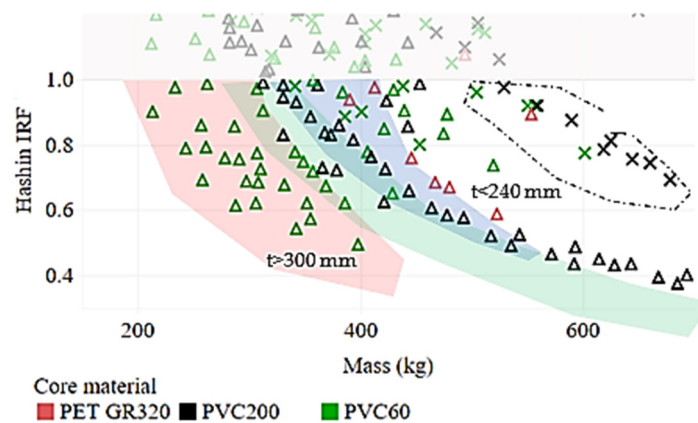 1.0
0.8
0.6
0.4
Hashin IRF
t<240 mm
t>300 mm
200 400 600
Mass (kg)
Core material
PET GR320 PVC200 PVC60